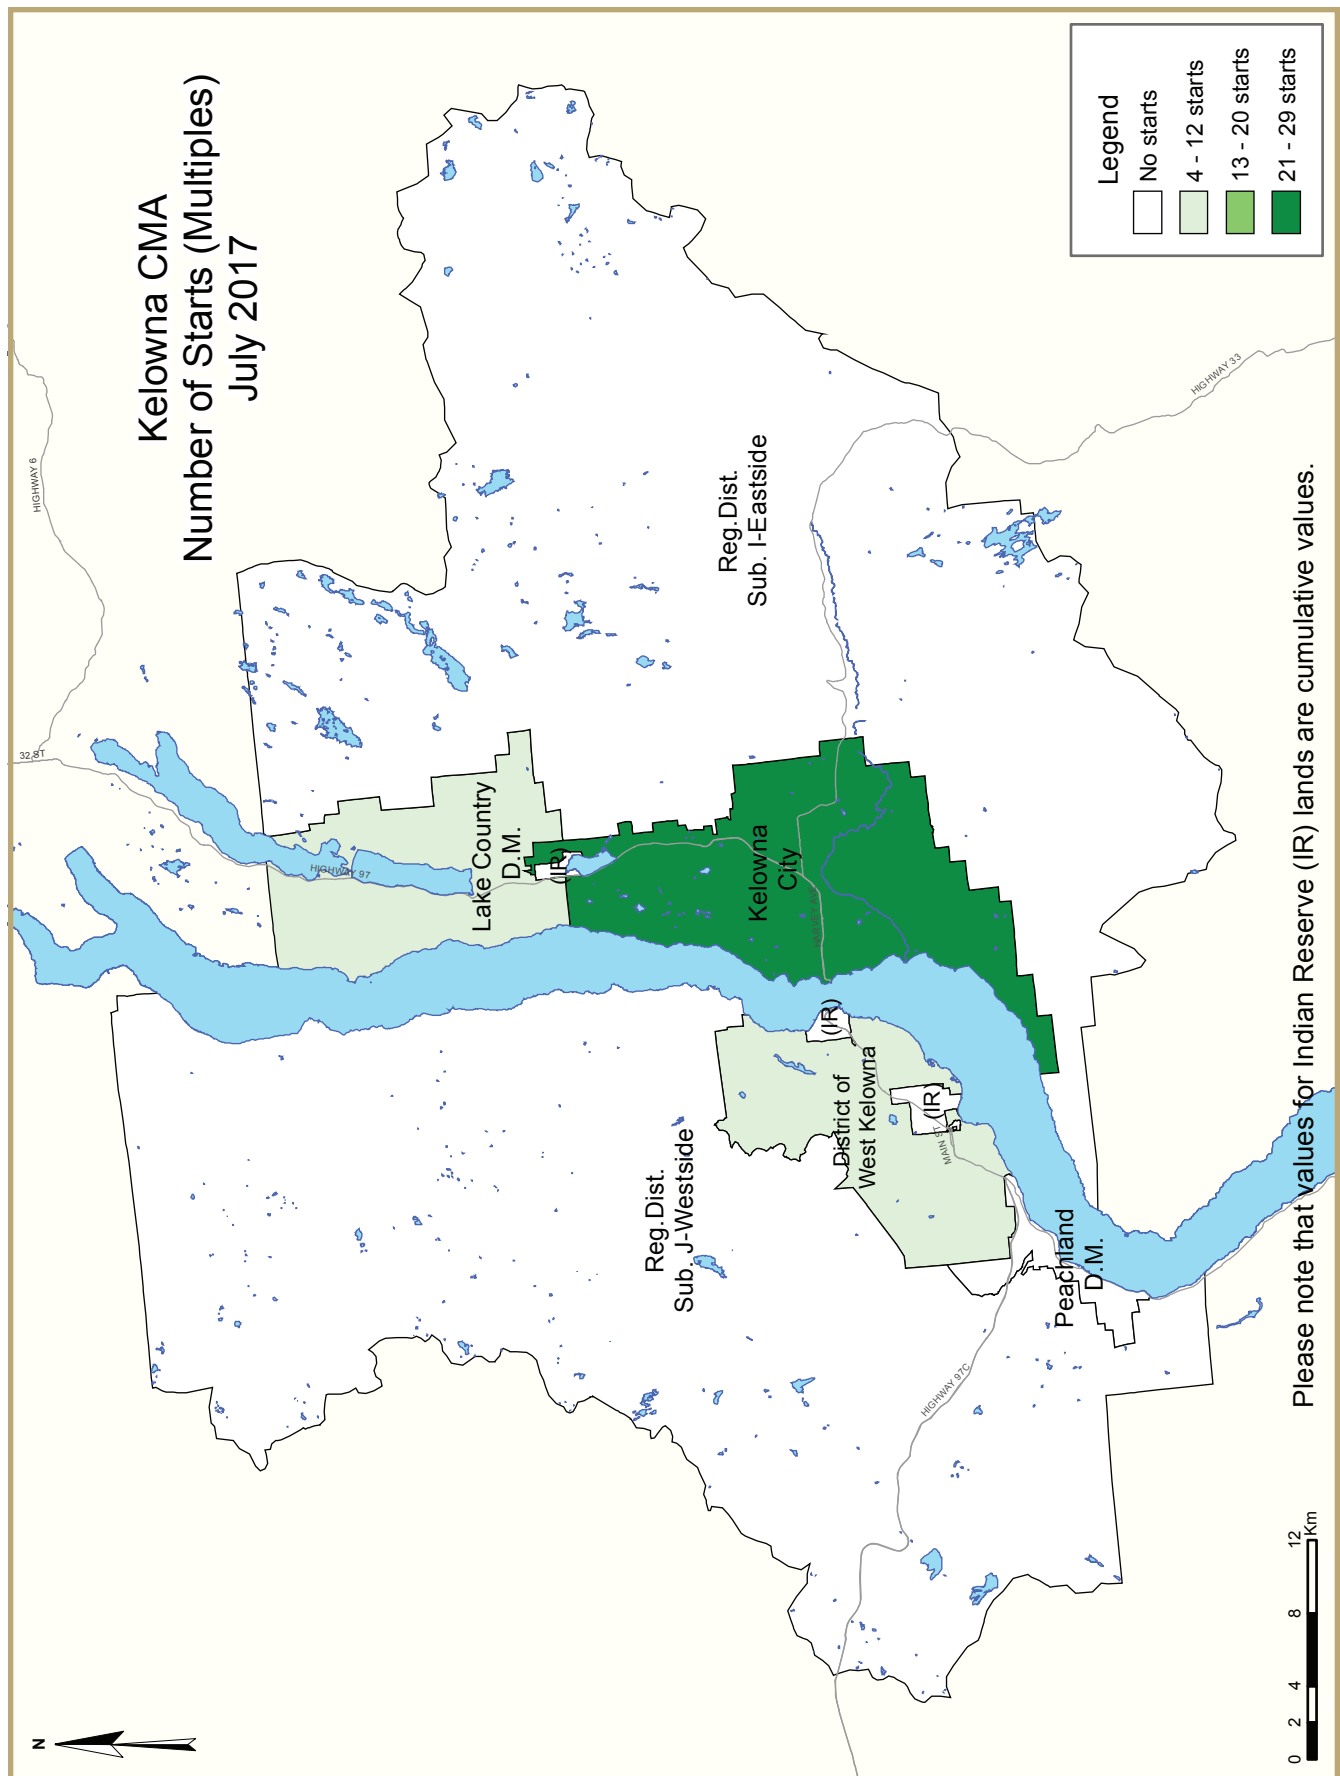 Kelowna CMA
Number of Starts (Multiples)
July 2017
N
HIGHWAY 6
32 ST
HIGHWAY 97
Lake Country
D.M.
(IR)
Kelowna
City
Reg.Dist.
Sub. I-Eastside
HIGHWAY 33
(IR)
District of
West Kelowna
(IR)
MAIN ST
Reg.Dist.
Sub. J-Westside
HIGHWAY 97C
Peachland
D.M.
Legend
No starts
4 - 12 starts
13 - 20 starts
21 - 29 starts
0 2 4 8 12
Km
Please note that values for Indian Reserve (IR) lands are cumulative values.